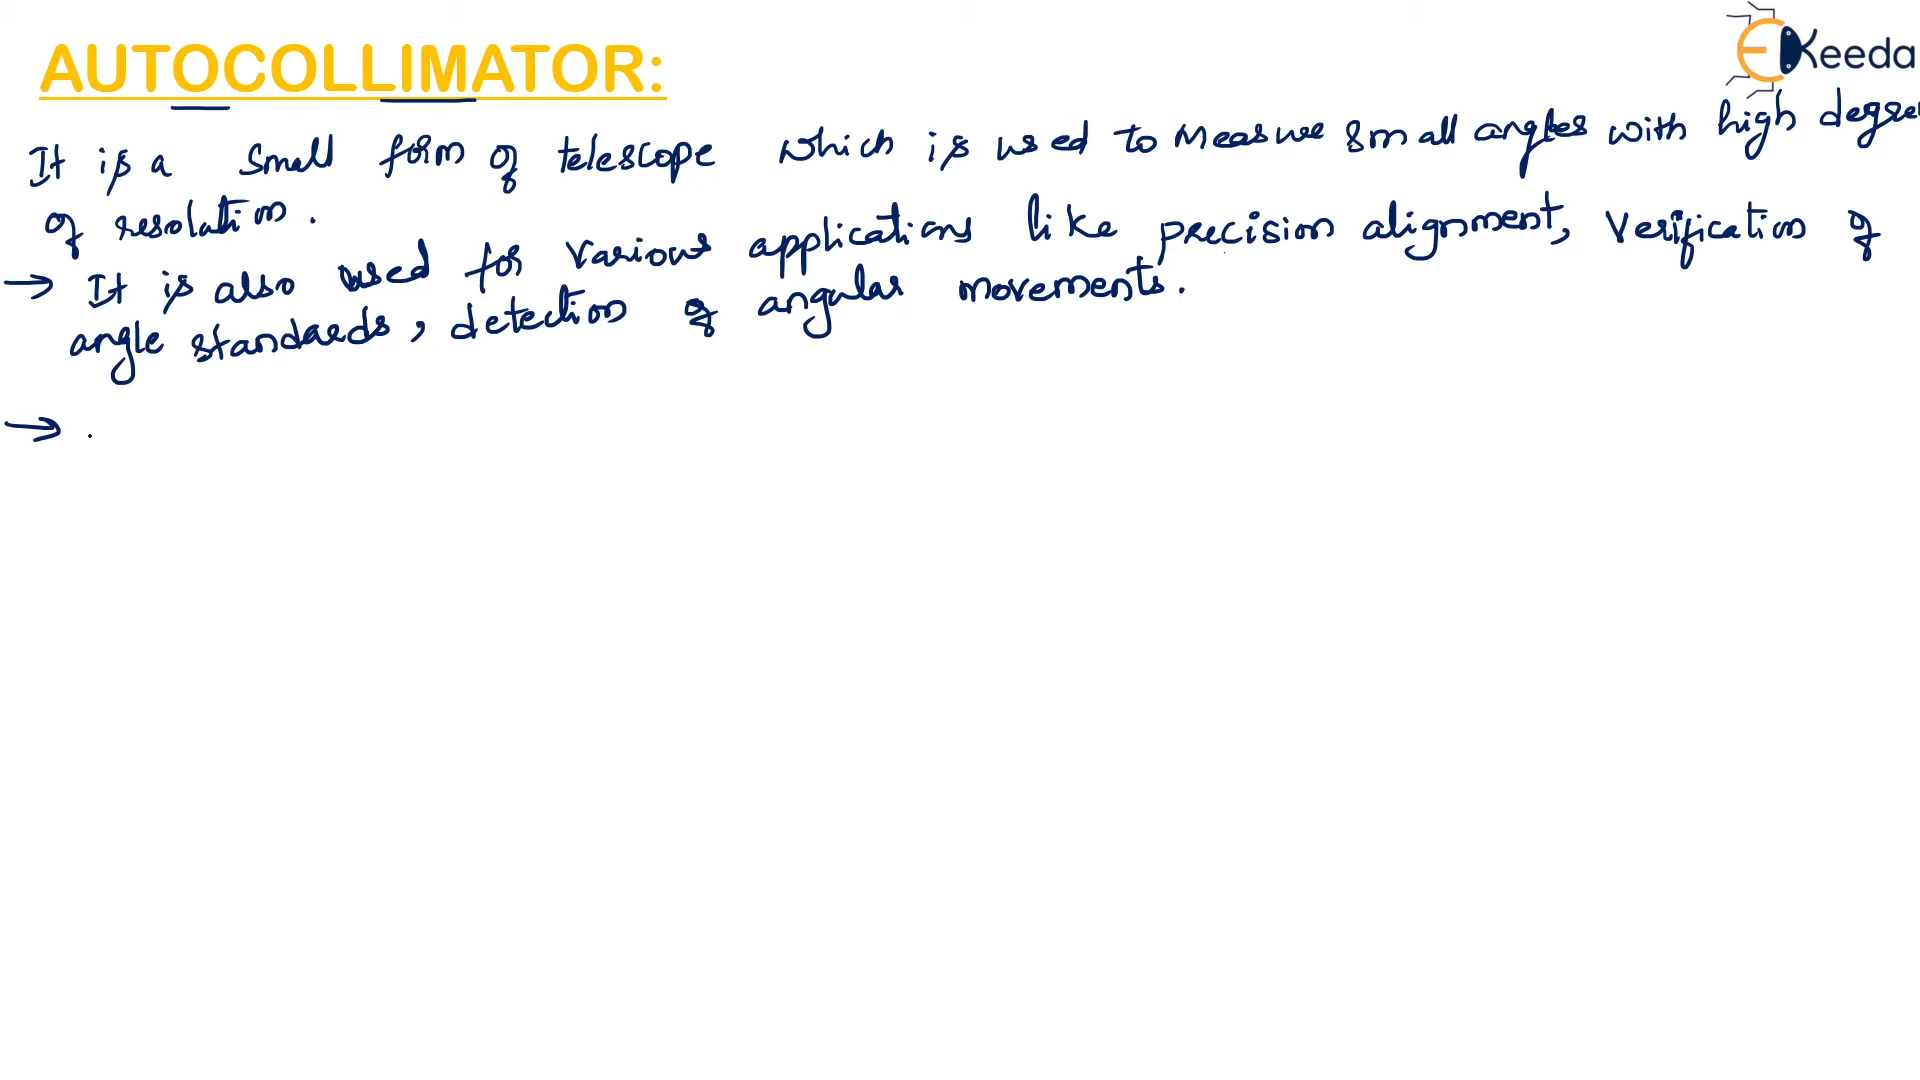 AUTOCOLLIMATOR:
EKeeda
It is a small form of telescope which is used to measure small angles with high degree
of resolution.
→ It is also used for various applications like precision alignment, verification of
angle standards, detection of angular movements.
→ .